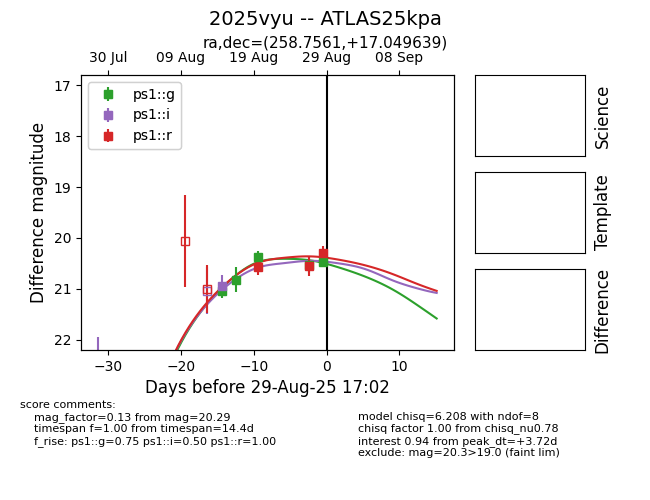 2025vyu -- ATLAS25kpa
ra,dec=(258.7561,+17.049639)
30 Jul 09 Aug 19 Aug 29 Aug 08 Sep
ps1::g
ps1::i
ps1::r
17
18
19
20
21
22
Difference magnitude
−30 −20 −10 0 10
Days before 29-Aug-25 17:02
Science
Template
Difference
score comments:
mag_factor=0.13 from mag=20.29
timespan f=1.00 from timespan=14.4d
f_rise: ps1::g=0.75 ps1::i=0.50 ps1::r=1.00
model chisq=6.208 with ndof=8
chisq factor 1.00 from chisq_nu0.78
interest 0.94 from peak_dt=+3.72d
exclude: mag=20.3>19.0 (faint lim)